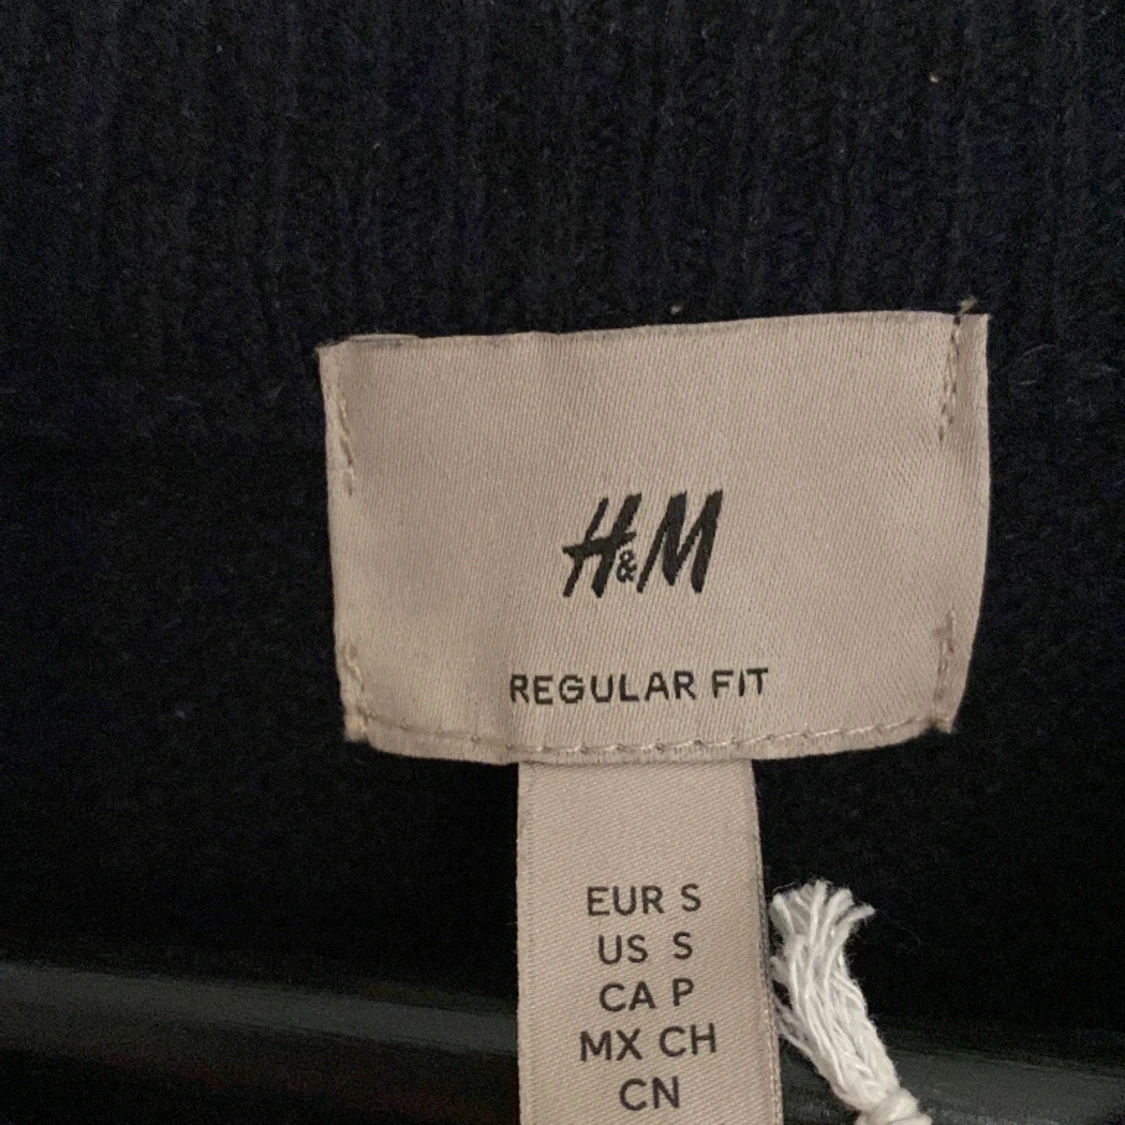 H&M
REGULAR FIT
EUR S
US S
CA P
MX CH
CN